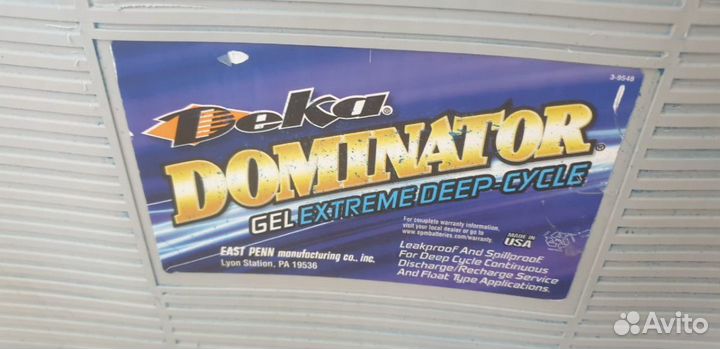 3-9548
Deka®
DOMINATOR®
GEL EXTREME DEEP-CYCLE
For complete warranty information,
visit your local dealer or go to
www.epmbatteries.com/warranty.
MADE IN
USA
EAST PENN manufacturing co., inc.
Lyon Station, PA 19536
Leakproof And Spillproof
For Deep Cycle Continuous
Discharge/Recharge Service
And Float Type Applications.
Avito